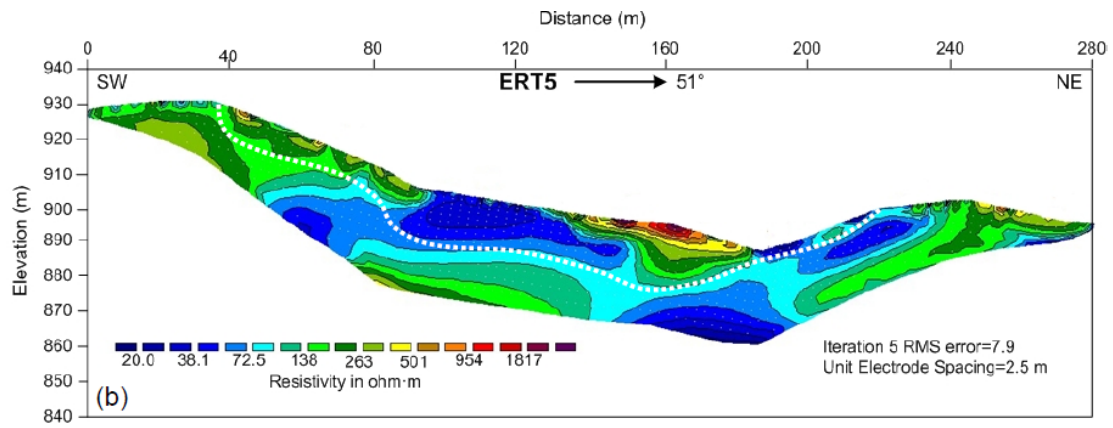 Distance (m)
0 40 80 120 160 200 240 280
940 SW ERT5 51° NE
930
920
910
900
890
880
870
860
850
840
Elevation (m)
20.0 38.1 72.5 138 263 501 954 1817
Resistivity in ohm·m
Iteration 5 RMS error=7.9
Unit Electrode Spacing=2.5 m
(b)